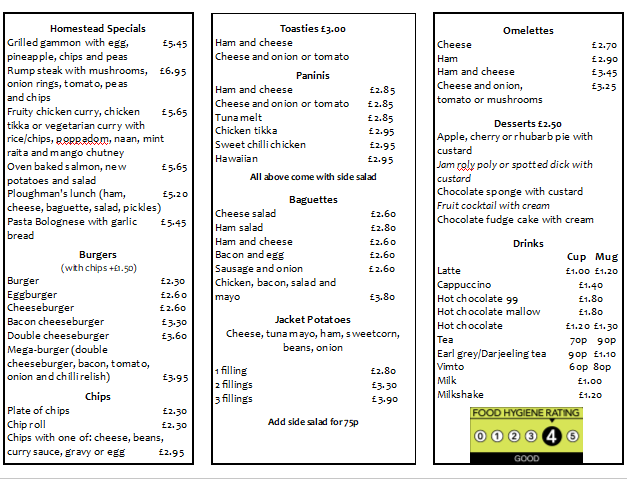 Homestead Specials
Grilled gammon with egg, £5.45
pineapple, chips and peas
Rump steak with mushrooms, £6.95
onion rings, tomato, peas
and chips
Fruity chicken curry, chicken £5.65
tikka or vegetarian curry with
rice/chips, poppadom, naan, mint
raita and mango chutney
Oven baked salmon, new £5.65
potatoes and salad
Ploughman's lunch (ham, £5.20
cheese, baguette, salad, pickles)
Pasta Bolognese with garlic £5.45
bread
Burgers
(with chips +£1.50)
Burger £2.30
Eggburger £2.60
Cheeseburger £2.60
Bacon cheeseburger £3.30
Double cheeseburger £3.60
Mega-burger (double
cheeseburger, bacon, tomato,
onion and chilli relish) £3.95
Chips
Plate of chips £2.30
Chip roll £2.30
Chips with one of: cheese, beans,
curry sauce, gravy or egg £2.95
Toasties £3.00
Ham and cheese
Cheese and onion or tomato
Paninis
Ham and cheese £2.85
Cheese and onion or tomato £2.85
Tuna melt £2.85
Chicken tikka £2.95
Sweet chilli chicken £2.95
Hawaiian £2.95
All above come with side salad
Baguettes
Cheese salad £2.60
Ham salad £2.80
Ham and cheese £2.60
Bacon and egg £2.60
Sausage and onion £2.60
Chicken, bacon, salad and
mayo £3.80
Jacket Potatoes
Cheese, tuna mayo, ham, sweetcorn,
beans, onion
1 filling £2.80
2 fillings £3.30
3 fillings £3.90
Add side salad for 75p
Omelettes
Cheese £2.70
Ham £2.90
Ham and cheese £3.45
Cheese and onion, £3.25
tomato or mushrooms
Desserts £2.50
Apple, cherry or rhubarb pie with
custard
Jam roly poly or spotted dick with
custard
Chocolate sponge with custard
Fruit cocktail with cream
Chocolate fudge cake with cream
Drinks
Cup Mug
Latte £1.00 £1.20
Cappuccino £1.40
Hot chocolate 99 £1.80
Hot chocolate mallow £1.80
Hot chocolate £1.20 £1.30
Tea 70p 90p
Earl grey/Darjeeling tea 90p £1.10
Vimto 60p 80p
Milk £1.00
Milkshake £1.20
FOOD HYGIENE RATING
0 1 2 3 4 5
GOOD